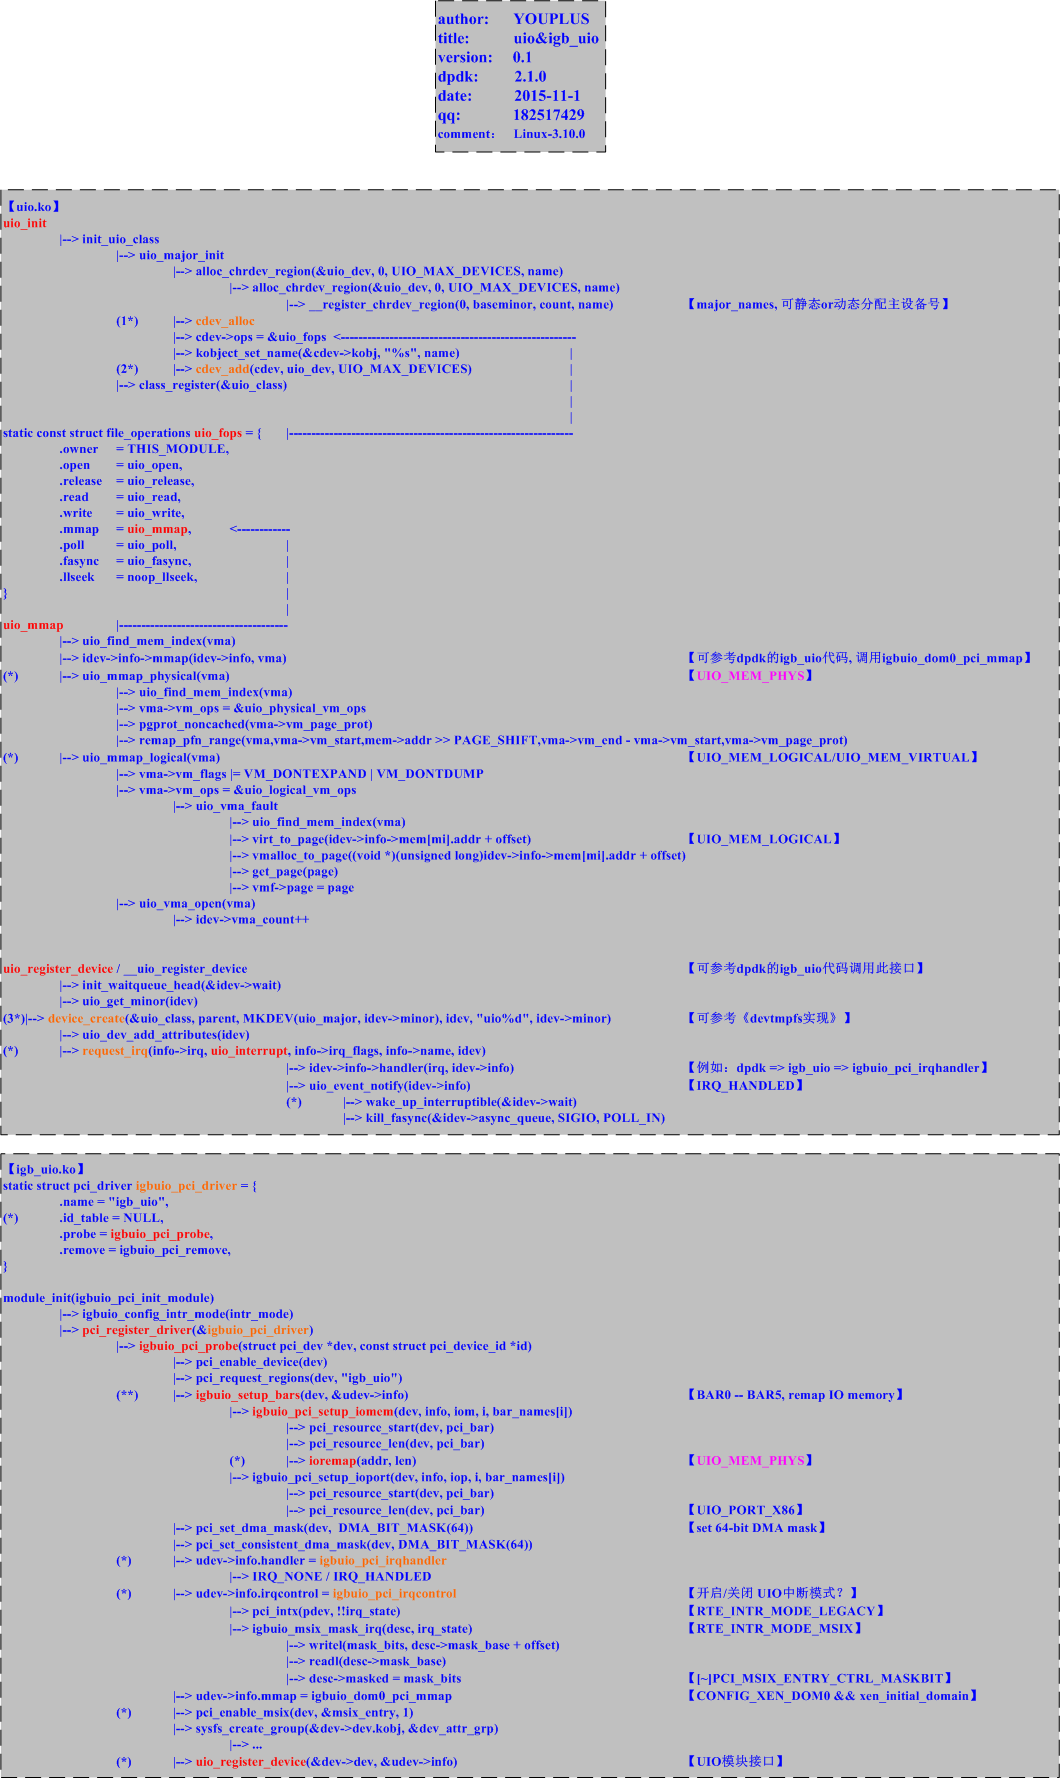 author: YOUPLUS
title: uio&igb_uio
version: 0.1
dpdk: 2.1.0
date: 2015-11-1
qq: 182517429
comment： Linux-3.10.0
【uio.ko】
uio_init
|--> init_uio_class
|--> uio_major_init
|--> alloc_chrdev_region(&uio_dev, 0, UIO_MAX_DEVICES, name)
|--> alloc_chrdev_region(&uio_dev, 0, UIO_MAX_DEVICES, name)
|--> __register_chrdev_region(0, baseminor, count, name) 【major_names, 可静态or动态分配主设备号】
(1*) |--> cdev_alloc
|--> cdev->ops = &uio_fops <-----------------------------------------------------
|--> kobject_set_name(&cdev->kobj, "%s", name) |
(2*) |--> cdev_add(cdev, uio_dev, UIO_MAX_DEVICES) |
|--> class_register(&uio_class) |
|
|
static const struct file_operations uio_fops = { |----------------------------------------------------------------
.owner = THIS_MODULE,
.open = uio_open,
.release = uio_release,
.read = uio_read,
.write = uio_write,
.mmap = uio_mmap, <------------
.poll = uio_poll, |
.fasync = uio_fasync, |
.llseek = noop_llseek, |
} |
|
uio_mmap |--------------------------------------
|--> uio_find_mem_index(vma)
|--> idev->info->mmap(idev->info, vma) 【可参考dpdk的igb_uio代码, 调用igbuio_dom0_pci_mmap】
(*) |--> uio_mmap_physical(vma) 【UIO_MEM_PHYS】
|--> uio_find_mem_index(vma)
|--> vma->vm_ops = &uio_physical_vm_ops
|--> pgprot_noncached(vma->vm_page_prot)
|--> remap_pfn_range(vma,vma->vm_start,mem->addr >> PAGE_SHIFT,vma->vm_end - vma->vm_start,vma->vm_page_prot)
(*) |--> uio_mmap_logical(vma) 【UIO_MEM_LOGICAL/UIO_MEM_VIRTUAL】
|--> vma->vm_flags |= VM_DONTEXPAND | VM_DONTDUMP
|--> vma->vm_ops = &uio_logical_vm_ops
|--> uio_vma_fault
|--> uio_find_mem_index(vma)
|--> virt_to_page(idev->info->mem[mi].addr + offset) 【UIO_MEM_LOGICAL】
|--> vmalloc_to_page((void *)(unsigned long)idev->info->mem[mi].addr + offset)
|--> get_page(page)
|--> vmf->page = page
|--> uio_vma_open(vma)
|--> idev->vma_count++
uio_register_device / __uio_register_device 【可参考dpdk的igb_uio代码调用此接口】
|--> init_waitqueue_head(&idev->wait)
|--> uio_get_minor(idev)
(3*)|--> device_create(&uio_class, parent, MKDEV(uio_major, idev->minor), idev, "uio%d", idev->minor) 【可参考《devtmpfs实现》】
|--> uio_dev_add_attributes(idev)
(*) |--> request_irq(info->irq, uio_interrupt, info->irq_flags, info->name, idev)
|--> idev->info->handler(irq, idev->info) 【例如：dpdk => igb_uio => igbuio_pci_irqhandler】
|--> uio_event_notify(idev->info) 【IRQ_HANDLED】
(*) |--> wake_up_interruptible(&idev->wait)
|--> kill_fasync(&idev->async_queue, SIGIO, POLL_IN)
【igb_uio.ko】
static struct pci_driver igbuio_pci_driver = {
.name = "igb_uio",
(*) .id_table = NULL,
.probe = igbuio_pci_probe,
.remove = igbuio_pci_remove,
}
module_init(igbuio_pci_init_module)
|--> igbuio_config_intr_mode(intr_mode)
|--> pci_register_driver(&igbuio_pci_driver)
|--> igbuio_pci_probe(struct pci_dev *dev, const struct pci_device_id *id)
|--> pci_enable_device(dev)
|--> pci_request_regions(dev, "igb_uio")
(**) |--> igbuio_setup_bars(dev, &udev->info) 【BAR0 -- BAR5, remap IO memory】
|--> igbuio_pci_setup_iomem(dev, info, iom, i, bar_names[i])
|--> pci_resource_start(dev, pci_bar)
|--> pci_resource_len(dev, pci_bar)
(*) |--> ioremap(addr, len) 【UIO_MEM_PHYS】
|--> igbuio_pci_setup_ioport(dev, info, iop, i, bar_names[i])
|--> pci_resource_start(dev, pci_bar)
|--> pci_resource_len(dev, pci_bar) 【UIO_PORT_X86】
|--> pci_set_dma_mask(dev, DMA_BIT_MASK(64)) 【set 64-bit DMA mask】
|--> pci_set_consistent_dma_mask(dev, DMA_BIT_MASK(64))
(*) |--> udev->info.handler = igbuio_pci_irqhandler
|--> IRQ_NONE / IRQ_HANDLED
(*) |--> udev->info.irqcontrol = igbuio_pci_irqcontrol 【开启/关闭 UIO中断模式？】
|--> pci_intx(pdev, !!irq_state) 【RTE_INTR_MODE_LEGACY】
|--> igbuio_msix_mask_irq(desc, irq_state) 【RTE_INTR_MODE_MSIX】
|--> writel(mask_bits, desc->mask_base + offset)
|--> readl(desc->mask_base)
|--> desc->masked = mask_bits 【[~]PCI_MSIX_ENTRY_CTRL_MASKBIT】
|--> udev->info.mmap = igbuio_dom0_pci_mmap 【CONFIG_XEN_DOM0 && xen_initial_domain】
(*) |--> pci_enable_msix(dev, &msix_entry, 1)
|--> sysfs_create_group(&dev->dev.kobj, &dev_attr_grp)
|--> ...
(*) |--> uio_register_device(&dev->dev, &udev->info) 【UIO模块接口】